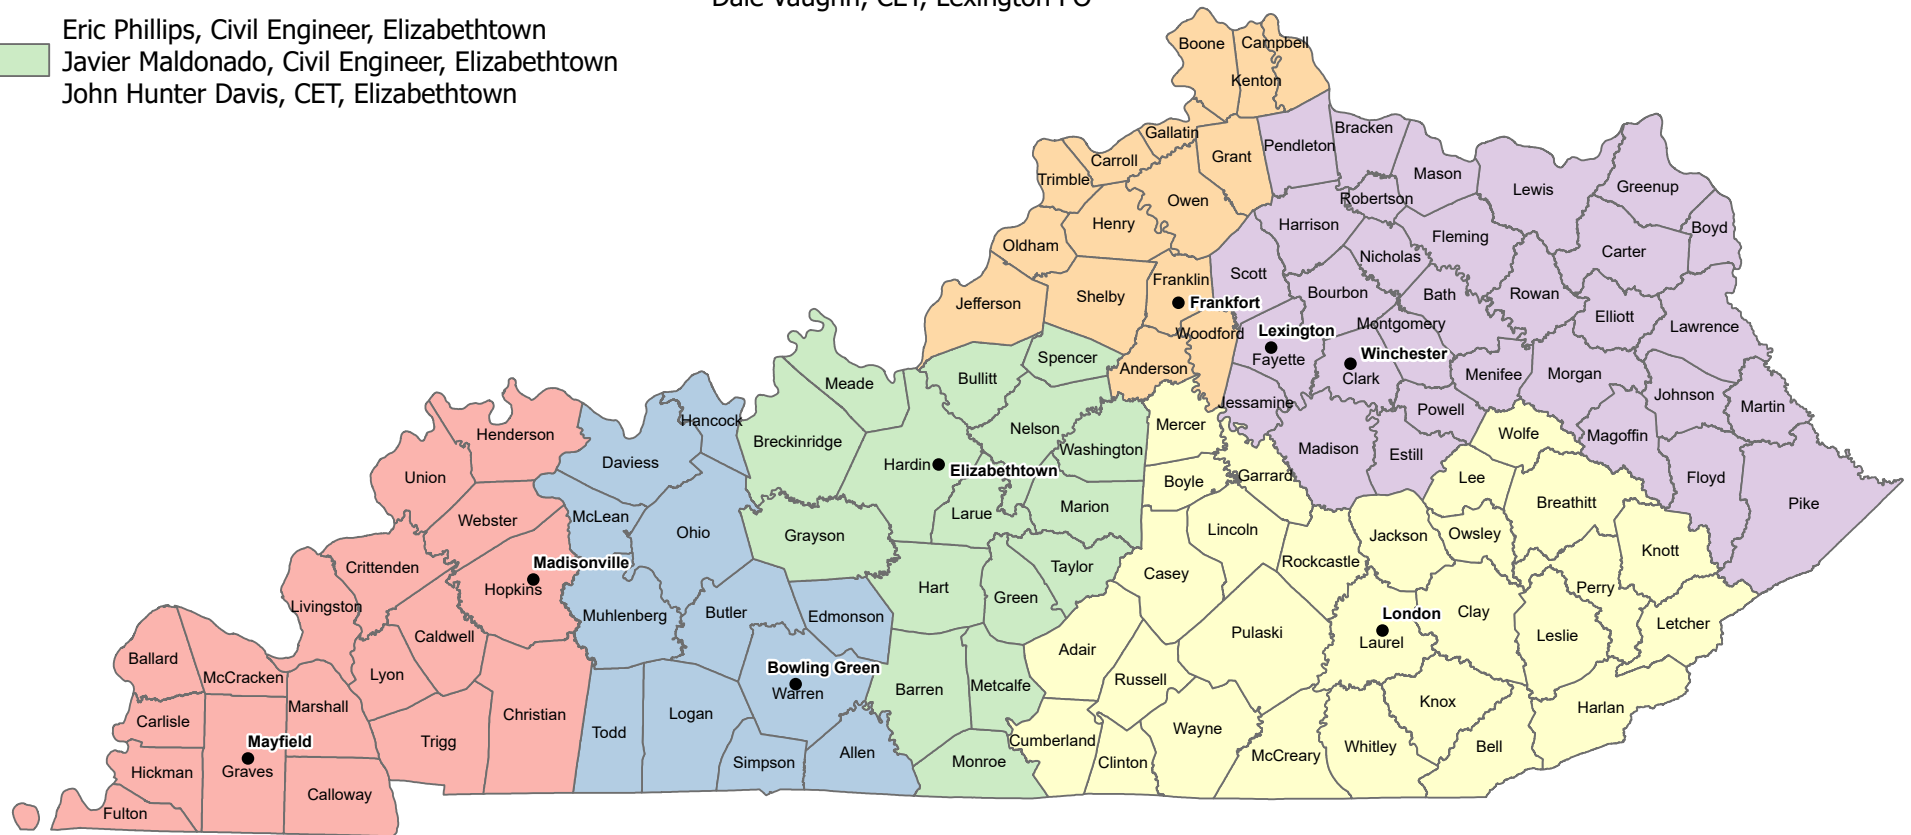 Dale Vaughn, CET, Lexington FO
Eric Phillips, Civil Engineer, Elizabethtown
Javier Maldonado, Civil Engineer, Elizabethtown
John Hunter Davis, CET, Elizabethtown
Boone
Campbell
Kenton
Gallatin
Grant
Pendleton
Bracken
Carroll
Trimble
Owen
Mason
Robertson
Lewis
Greenup
Henry
Harrison
Fleming
Boyd
Oldham
Nicholas
Carter
Scott
Franklin
Shelby
Jefferson
Frankfort
Bourbon
Bath
Rowan
Elliott
Lawrence
Woodford
Lexington
Montgomery
Fayette
Winchester
Clark
Spencer
Anderson
Bullitt
Meade
Menifee
Morgan
Johnson
Martin
Jessamine
Powell
Hancock
Breckinridge
Nelson
Mercer
Washington
Madison
Estill
Wolfe
Magoffin
Henderson
Daviess
Hardin
Elizabethtown
Boyle
Garrard
Lee
Floyd
Union
Breathitt
Pike
Webster
McLean
Ohio
Grayson
Larue
Marion
Lincoln
Jackson
Owsley
Knott
Crittenden
Madisonville
Hopkins
Hart
Green
Taylor
Casey
Rockcastle
Perry
Livingston
Muhlenberg
Butler
Edmonson
London
Clay
Letcher
Caldwell
Adair
Pulaski
Laurel
Leslie
Ballard
McCracken
Lyon
Bowling Green
Warren
Barren
Metcalfe
Russell
Knox
Harlan
Carlisle
Marshall
Christian
Todd
Logan
Wayne
Mayfield
Trigg
Cumberland
McCreary
Whitley
Bell
Hickman
Graves
Simpson
Allen
Monroe
Clinton
Calloway
Fulton